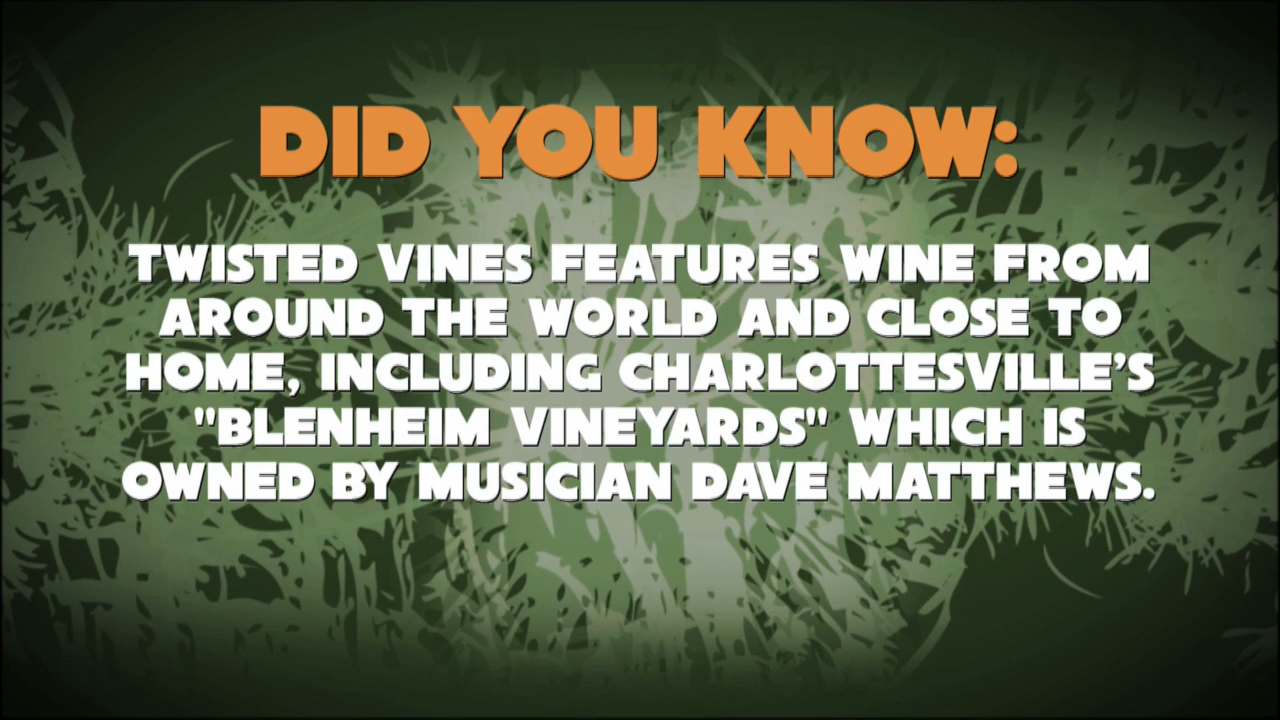 DID YOU KNOW:
TWISTED VINES FEATURES WINE FROM
AROUND THE WORLD AND CLOSE TO
HOME, INCLUDING CHARLOTTESVILLE'S
"BLENHEIM VINEYARDS" WHICH IS
OWNED BY MUSICIAN DAVE MATTHEWS.